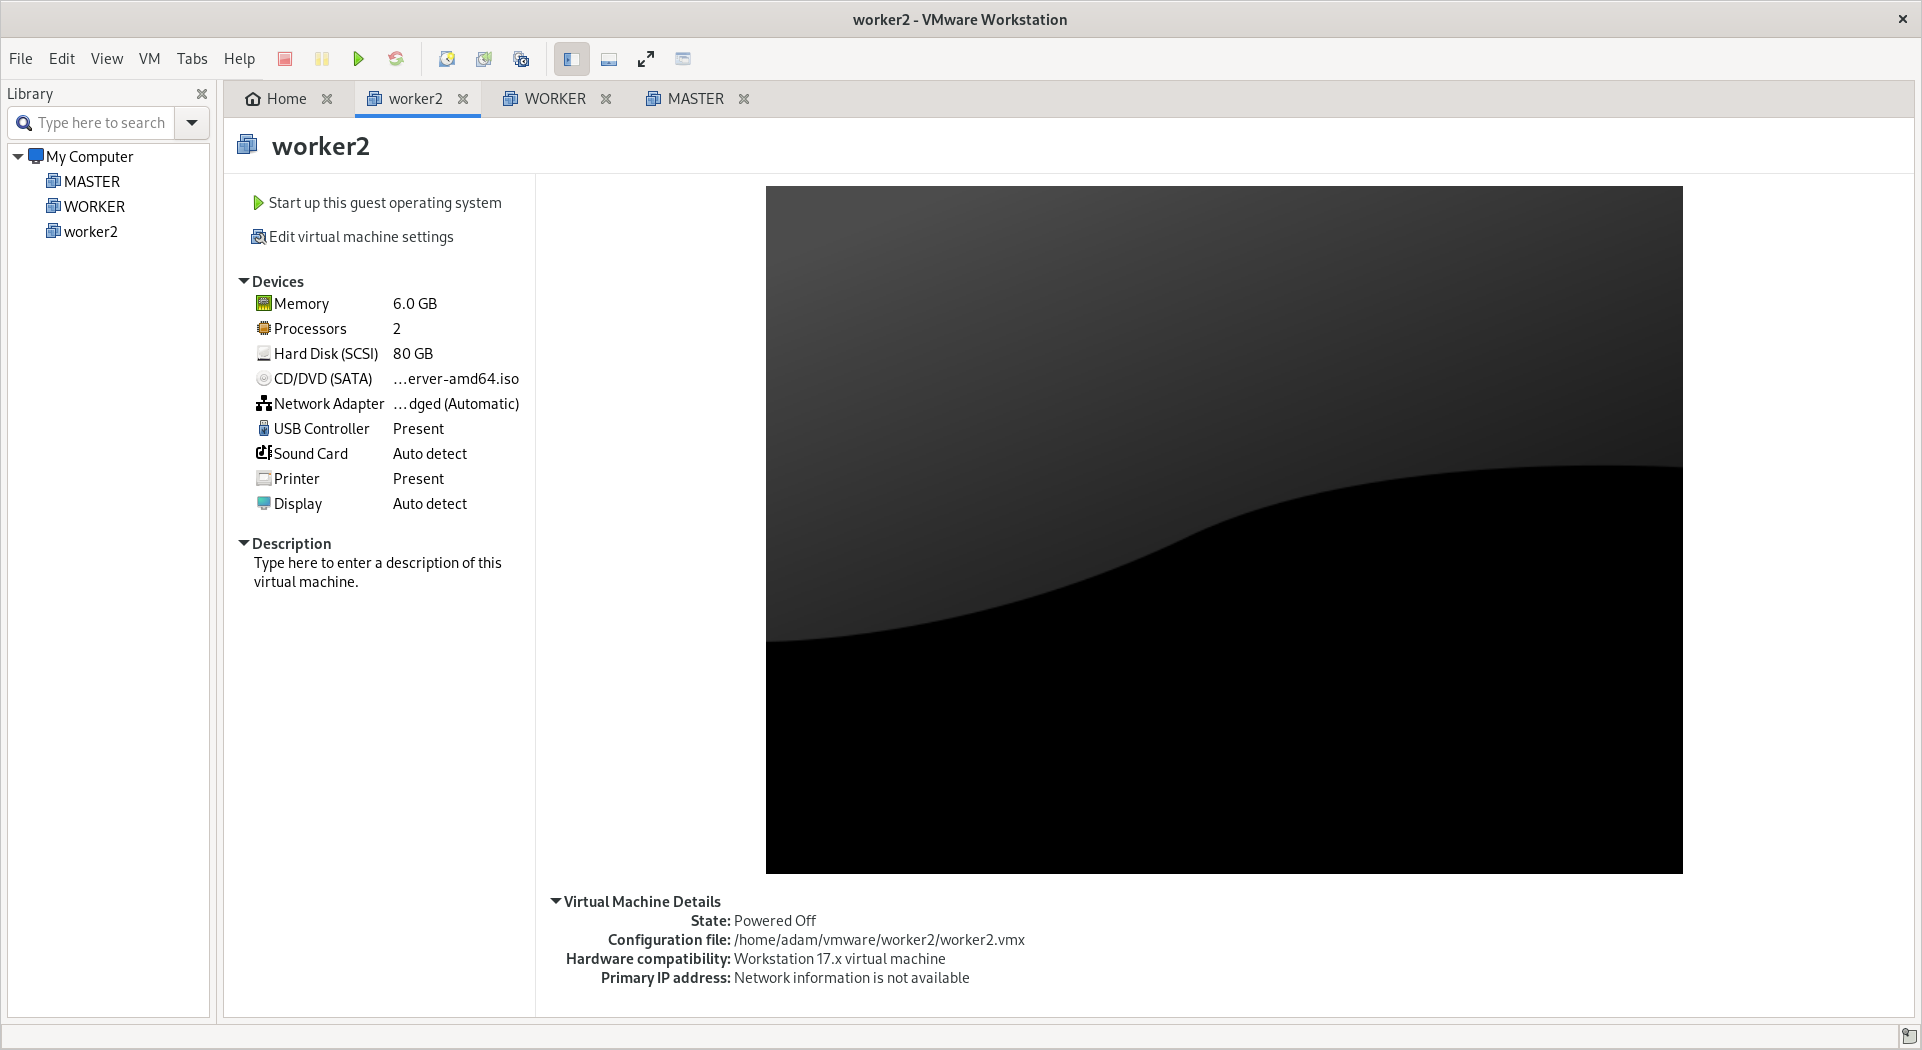 worker2 - VMware Workstation
File Edit View VM Tabs Help
Library
Type here to search
My Computer
MASTER
WORKER
worker2
Home worker2 WORKER MASTER
worker2
Start up this guest operating system
Edit virtual machine settings
Devices
Memory 6.0 GB
Processors 2
Hard Disk (SCSI) 80 GB
CD/DVD (SATA) ...erver-amd64.iso
Network Adapter ...dged (Automatic)
USB Controller Present
Sound Card Auto detect
Printer Present
Display Auto detect
Description
Type here to enter a description of this
virtual machine.
Virtual Machine Details
State: Powered Off
Configuration file: /home/adam/vmware/worker2/worker2.vmx
Hardware compatibility: Workstation 17.x virtual machine
Primary IP address: Network information is not available